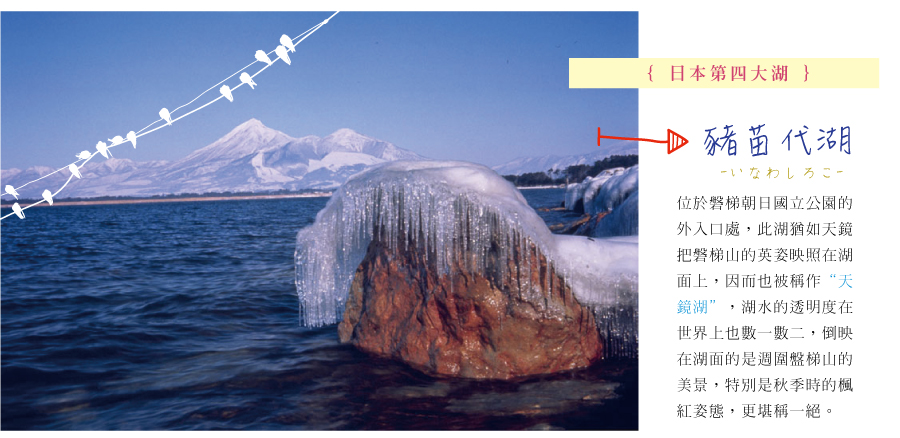 { 日本第四大湖 }
豬苗代湖
-いなわしろこ-
位於磐梯朝日國立公園的
外入口處，此湖猶如天鏡
把磐梯山的英姿映照在湖
面上，因而也被稱作“天
鏡湖”，湖水的透明度在
世界上也數一數二，倒映
在湖面的是週圍盤梯山的
美景，特別是秋季時的楓
紅姿態，更堪稱一絕。